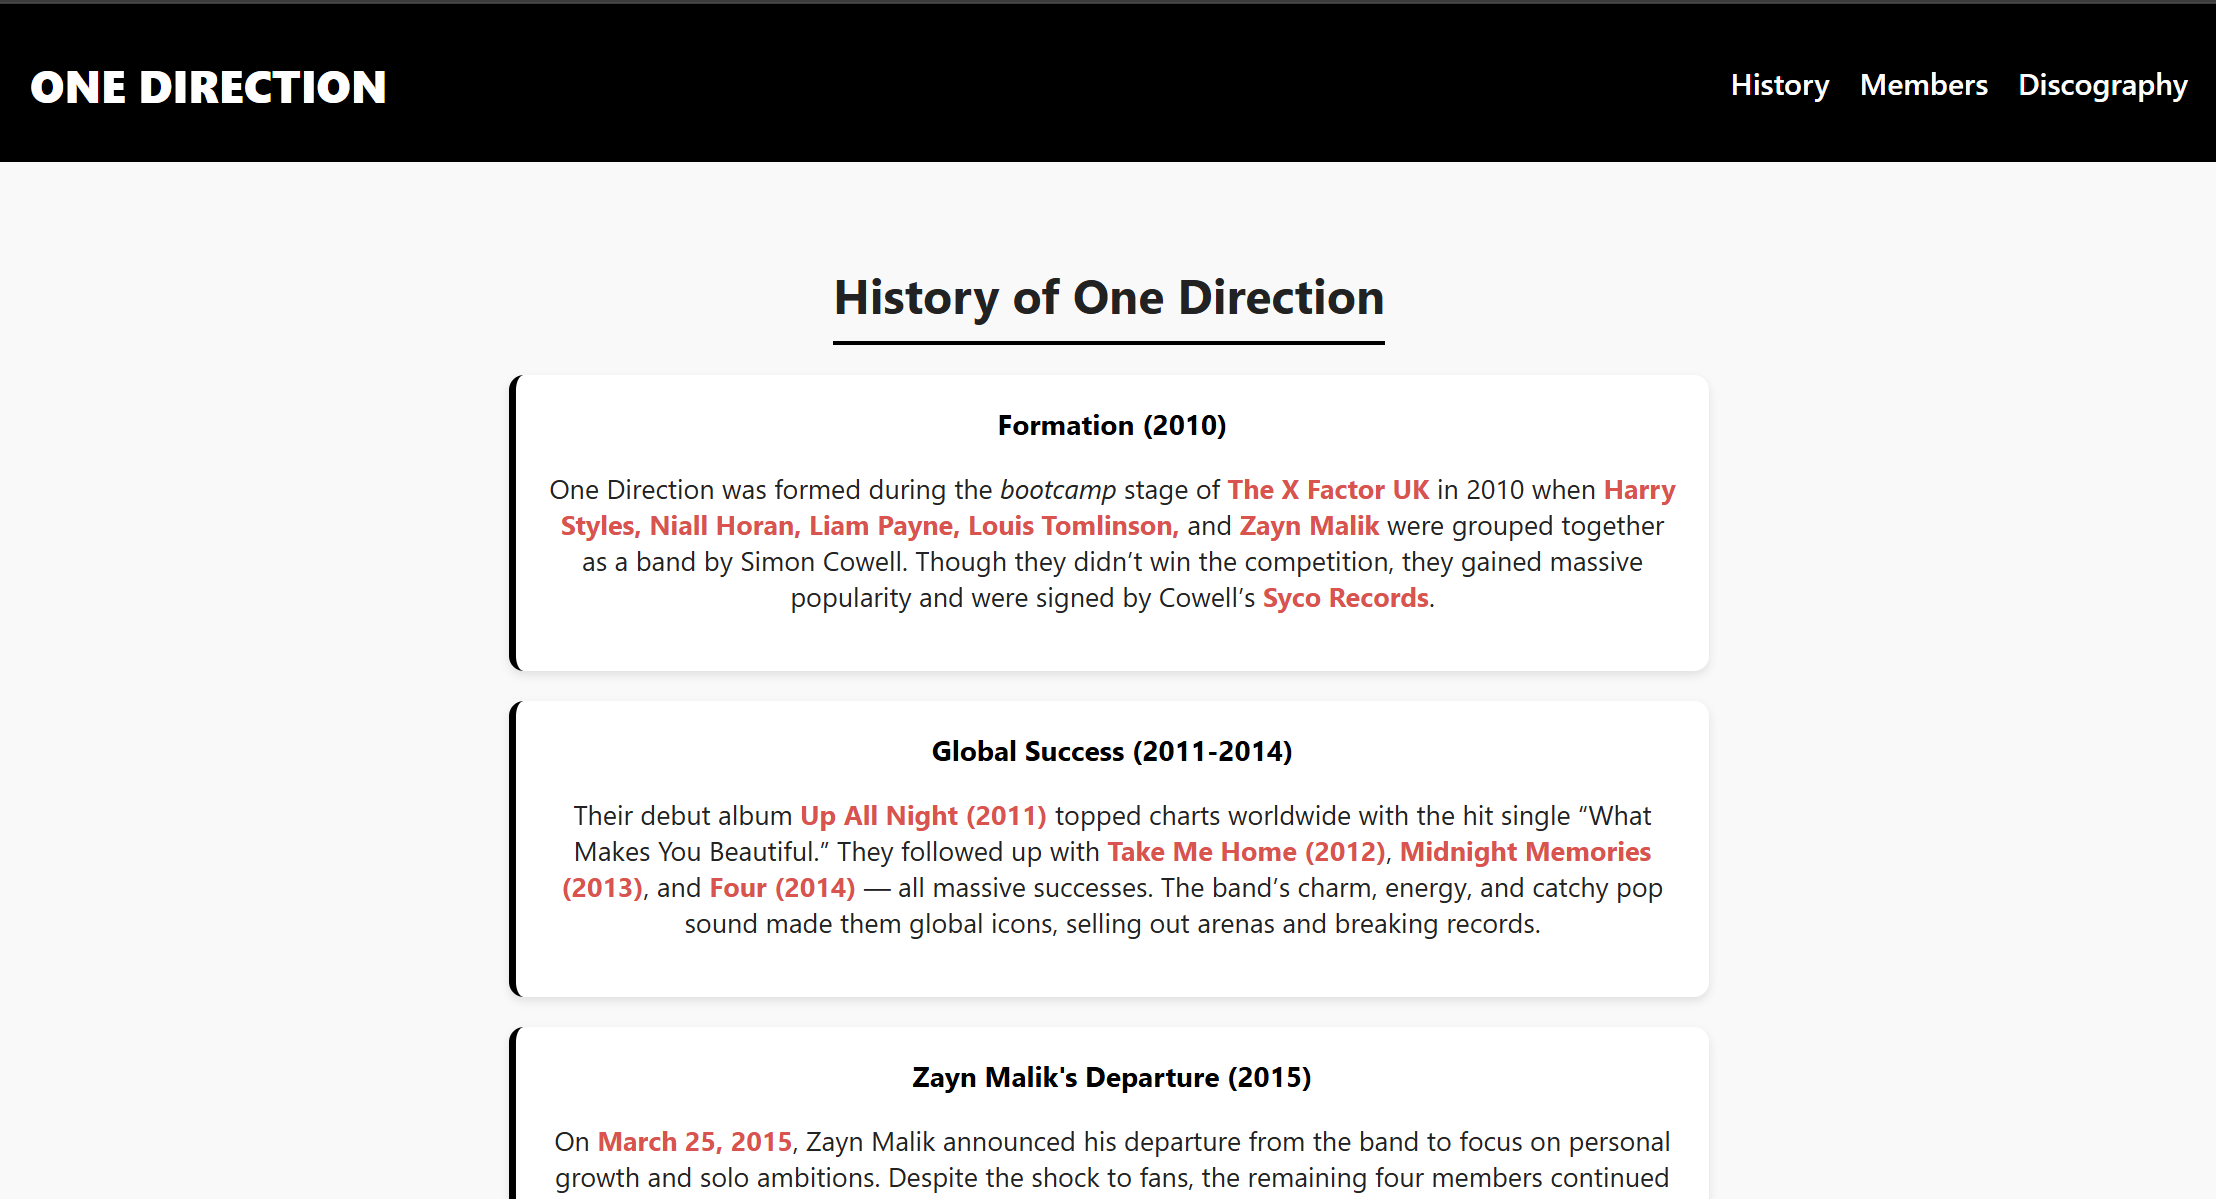 ONE DIRECTION
History Members Discography
History of One Direction
Formation (2010)
One Direction was formed during the bootcamp stage of The X Factor UK in 2010 when Harry
Styles, Niall Horan, Liam Payne, Louis Tomlinson, and Zayn Malik were grouped together
as a band by Simon Cowell. Though they didn’t win the competition, they gained massive
popularity and were signed by Cowell’s Syco Records.
Global Success (2011-2014)
Their debut album Up All Night (2011) topped charts worldwide with the hit single “What
Makes You Beautiful.” They followed up with Take Me Home (2012), Midnight Memories
(2013), and Four (2014) — all massive successes. The band’s charm, energy, and catchy pop
sound made them global icons, selling out arenas and breaking records.
Zayn Malik's Departure (2015)
On March 25, 2015, Zayn Malik announced his departure from the band to focus on personal
growth and solo ambitions. Despite the shock to fans, the remaining four members continued